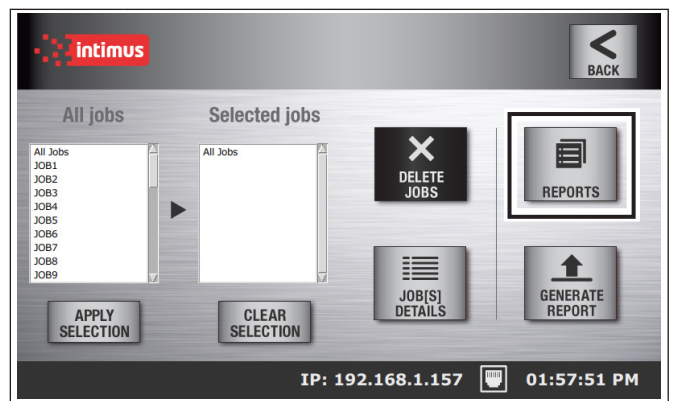 intimus
BACK
All jobs
Selected jobs
All Jobs
JOB1
JOB2
JOB3
JOB4
JOB5
JOB6
JOB7
JOB8
JOB9
All Jobs
APPLY
SELECTION
CLEAR
SELECTION
DELETE
JOBS
REPORTS
JOB[S]
DETAILS
GENERATE
REPORT
IP: 192.168.1.157
01:57:51 PM